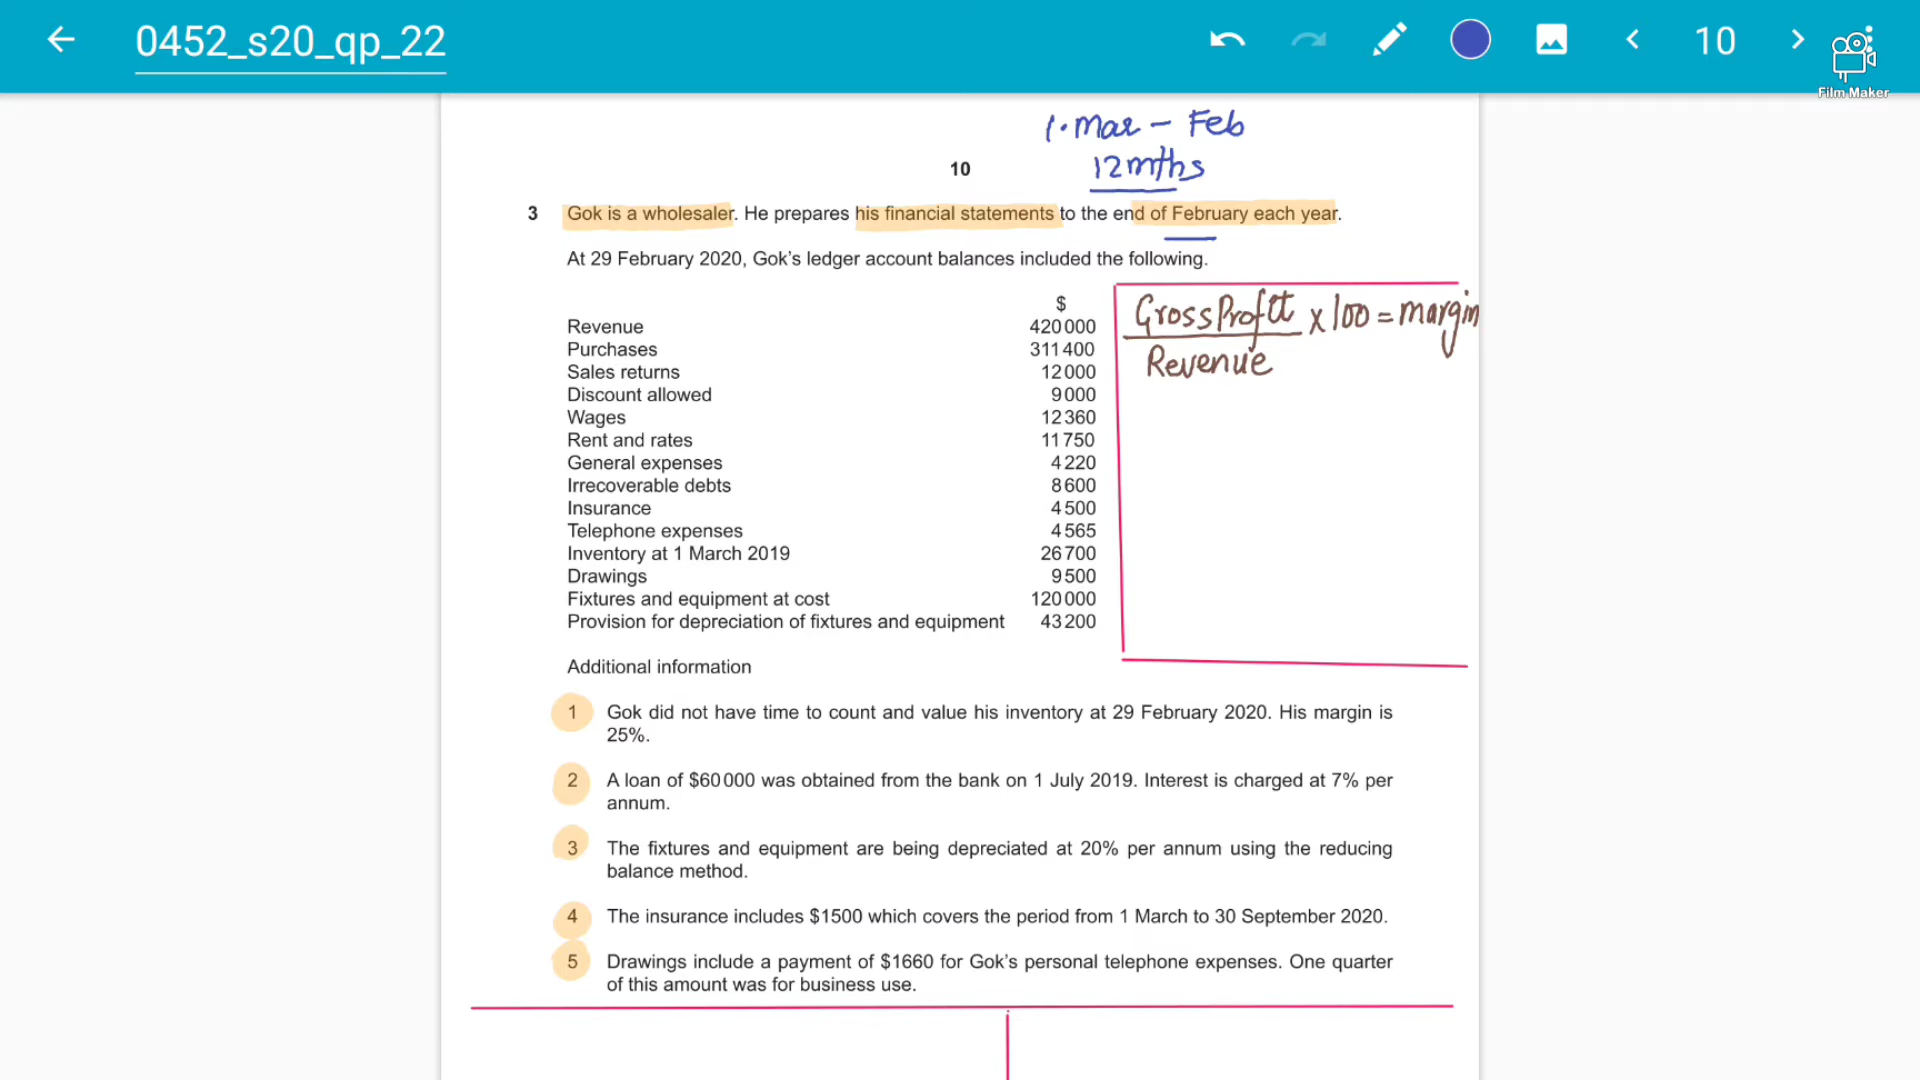 0452_s20_qp_22
10
Film Maker
1·Mar - Feb
12mths
10
3 Gok is a wholesaler. He prepares his financial statements to the end of February each year.
At 29 February 2020, Gok's ledger account balances included the following.
$
Revenue 420000
Purchases 311400
Sales returns 12000
Discount allowed 9000
Wages 12360
Rent and rates 11750
General expenses 4220
Irrecoverable debts 8600
Insurance 4500
Telephone expenses 4565
Inventory at 1 March 2019 26700
Drawings 9500
Fixtures and equipment at cost 120000
Provision for depreciation of fixtures and equipment 43200
Gross Profit x 100 = margin
Revenue
Additional information
1 Gok did not have time to count and value his inventory at 29 February 2020. His margin is
25%.
2 A loan of $60000 was obtained from the bank on 1 July 2019. Interest is charged at 7% per
annum.
3 The fixtures and equipment are being depreciated at 20% per annum using the reducing
balance method.
4 The insurance includes $1500 which covers the period from 1 March to 30 September 2020.
5 Drawings include a payment of $1660 for Gok's personal telephone expenses. One quarter
of this amount was for business use.